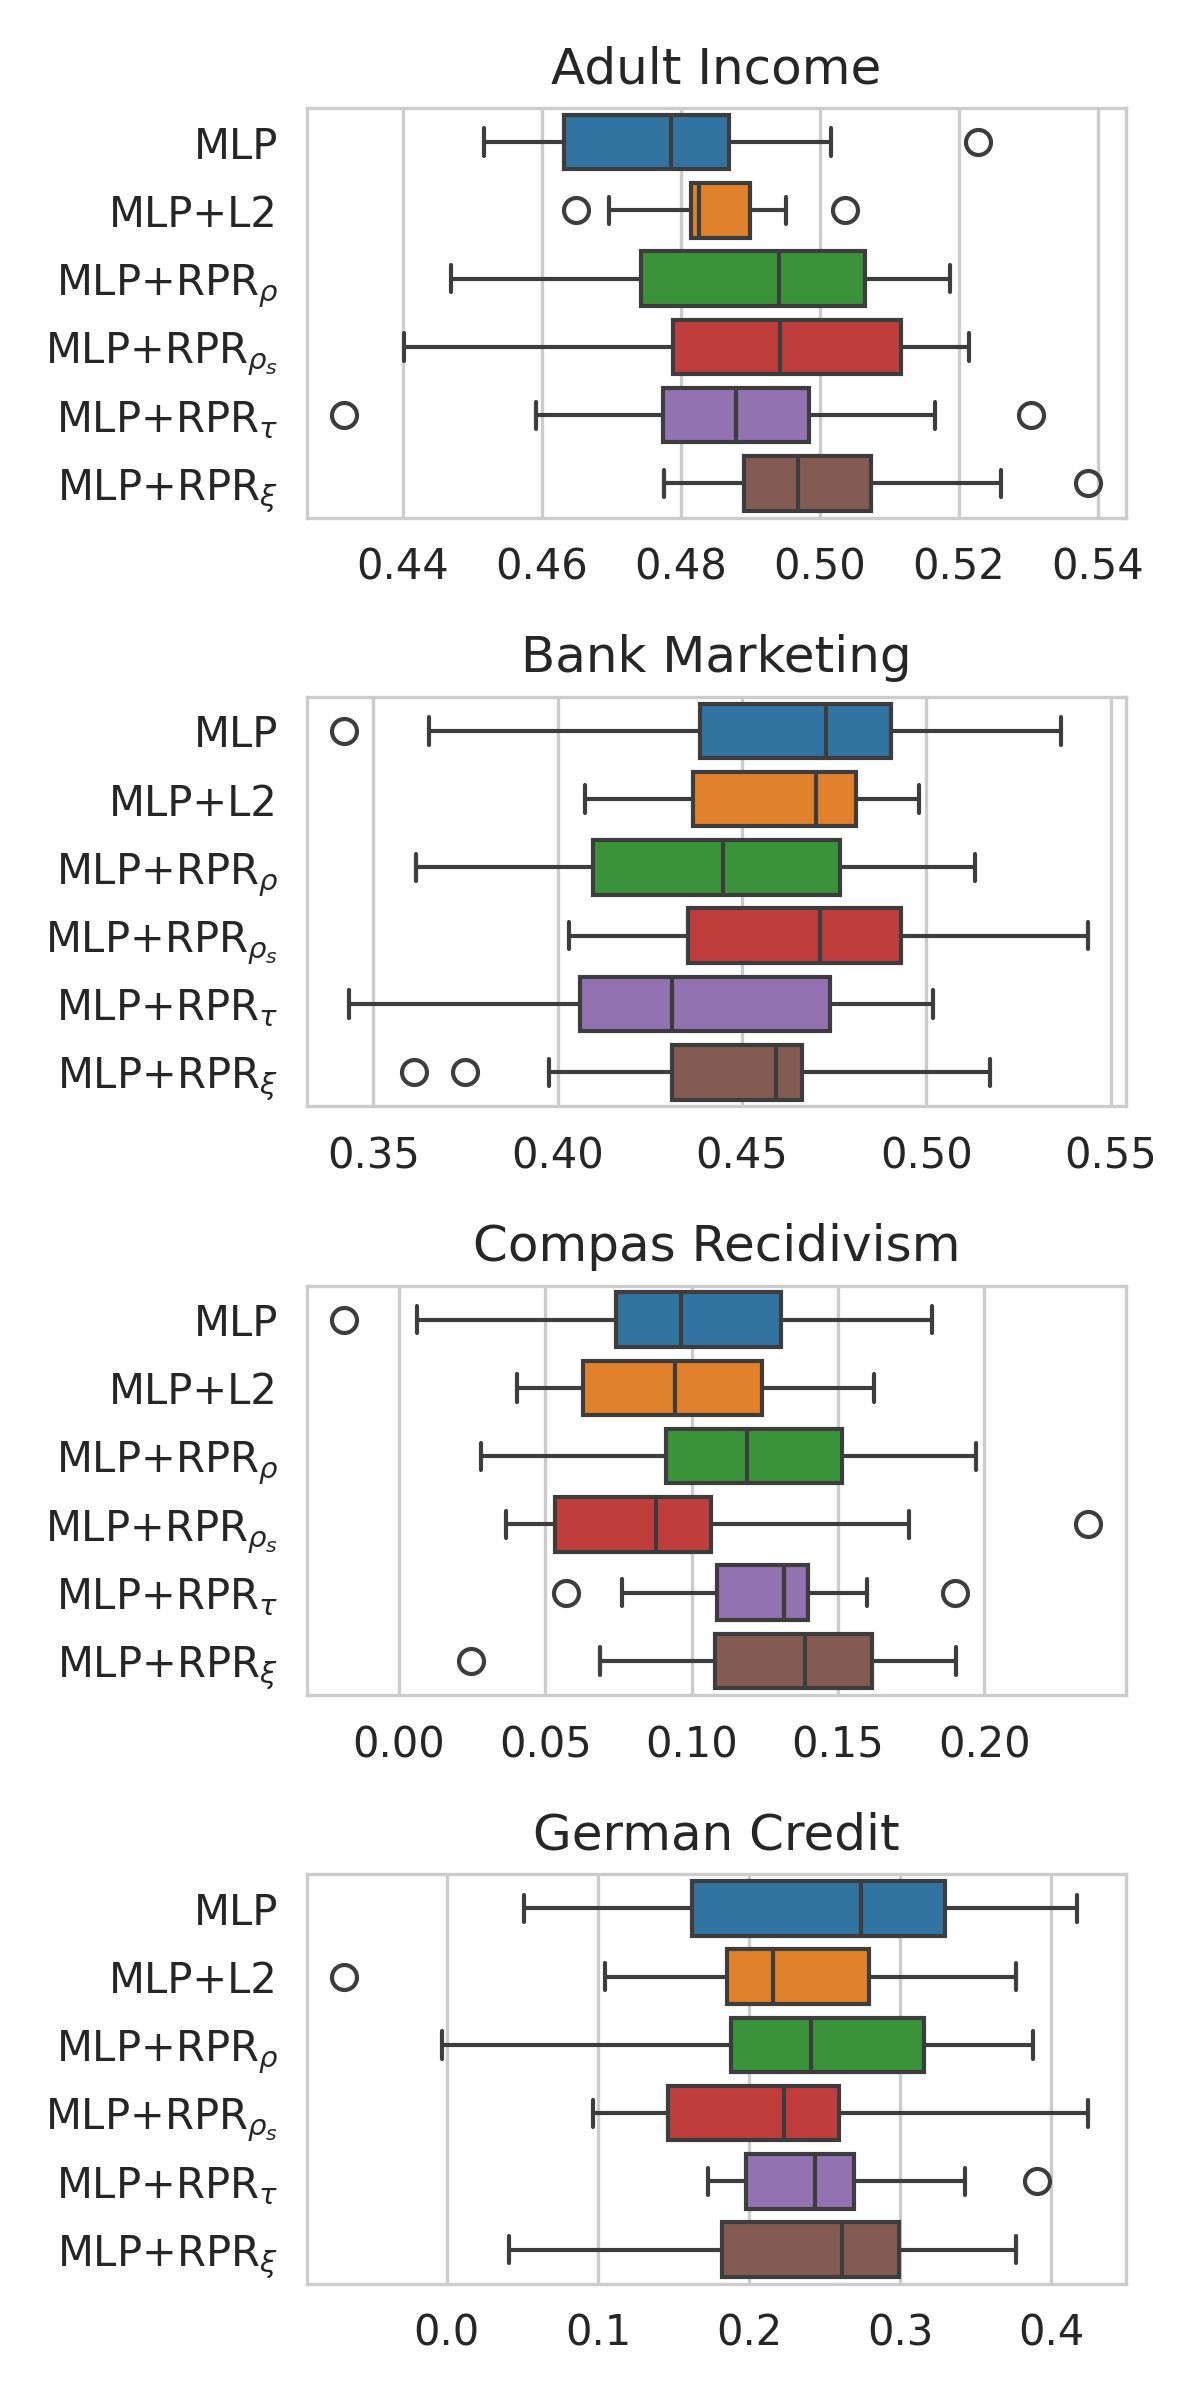 Adult Income
MLP
MLP+L2
MLP+RPRρ
MLP+RPRρₛ
MLP+RPRτ
MLP+RPRξ
0.44 0.46 0.48 0.50 0.52 0.54
Bank Marketing
MLP
MLP+L2
MLP+RPRρ
MLP+RPRρₛ
MLP+RPRτ
MLP+RPRξ
0.35 0.40 0.45 0.50 0.55
Compas Recidivism
MLP
MLP+L2
MLP+RPRρ
MLP+RPRρₛ
MLP+RPRτ
MLP+RPRξ
0.00 0.05 0.10 0.15 0.20
German Credit
MLP
MLP+L2
MLP+RPRρ
MLP+RPRρₛ
MLP+RPRτ
MLP+RPRξ
0.0 0.1 0.2 0.3 0.4